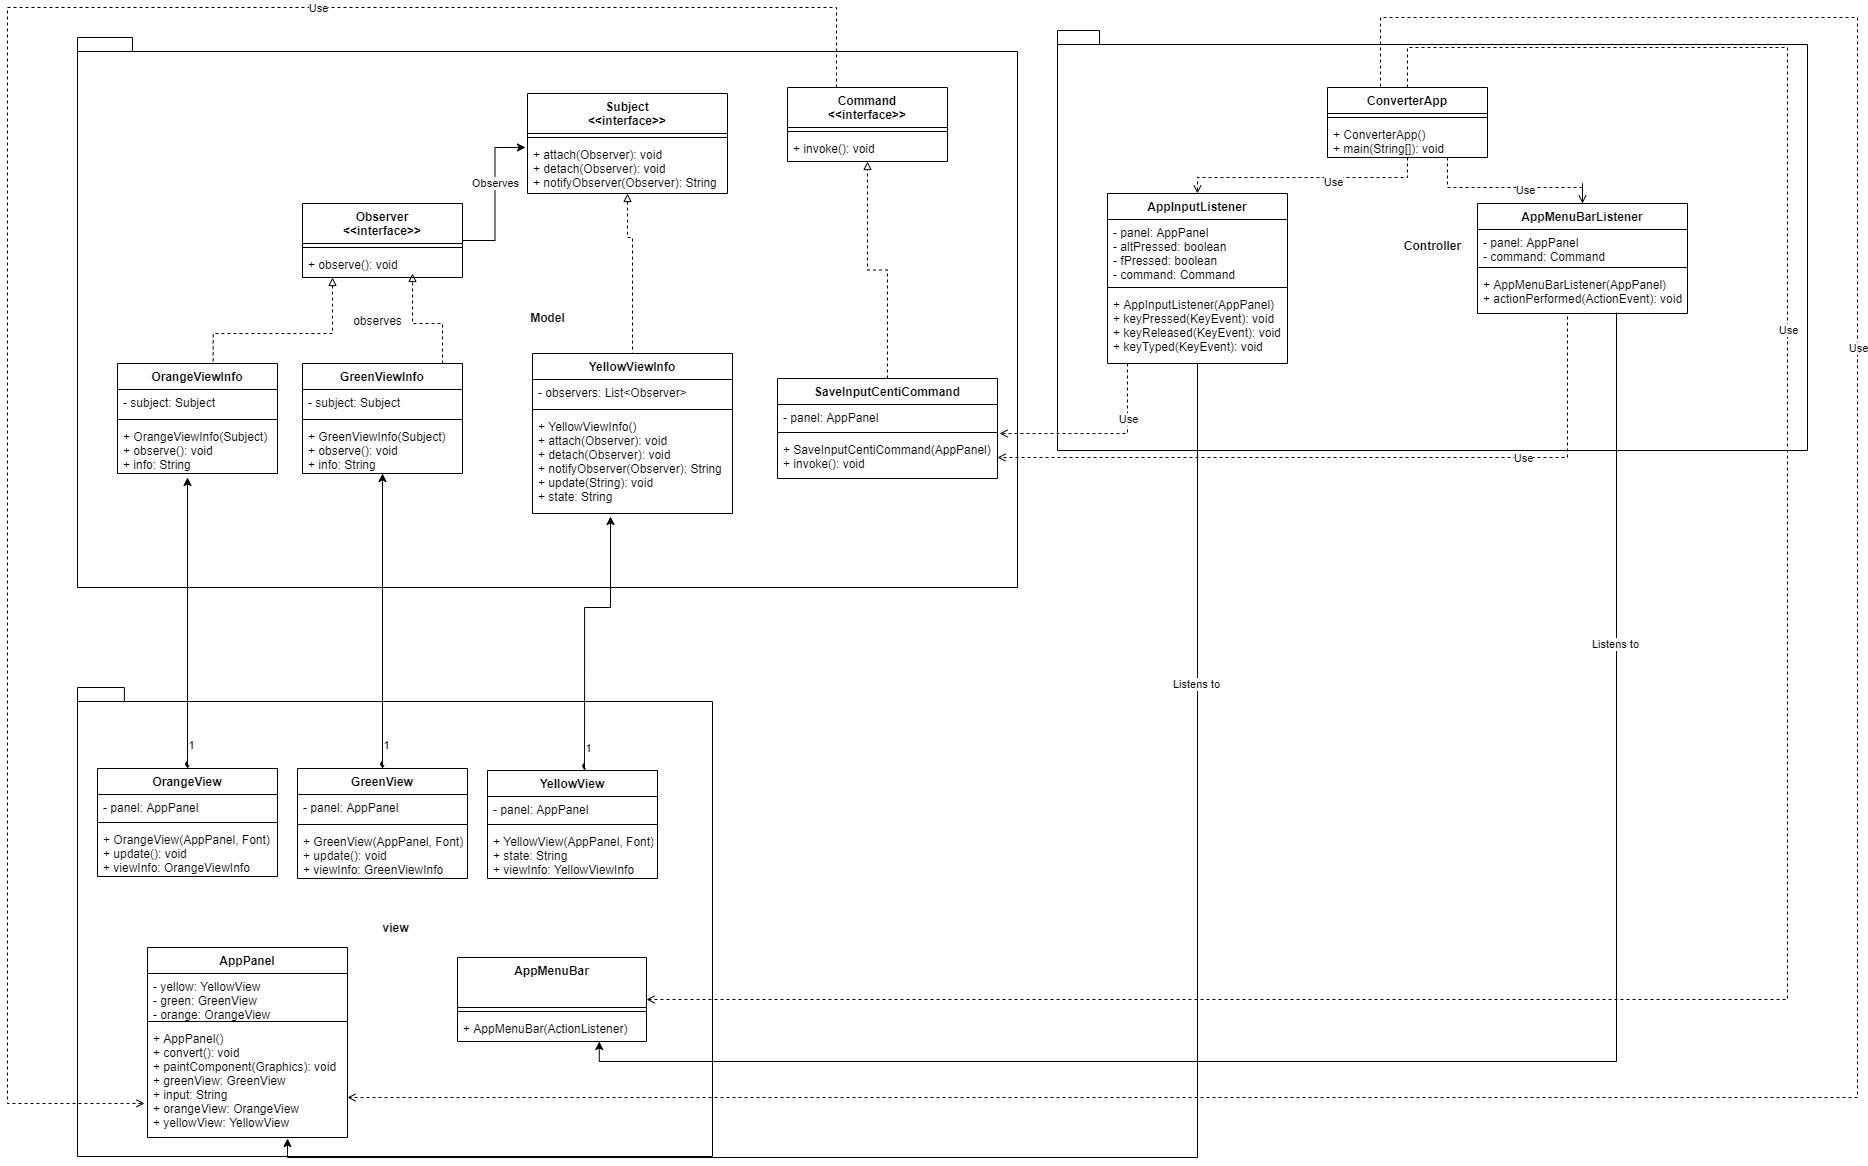 Use
Subject
<<interface>>
+ attach(Observer): void
+ detach(Observer): void
+ notifyObserver(Observer): String
Command
<<interface>>
+ invoke(): void
Observes
Observer
<<interface>>
+ observe(): void
observes
Model
OrangeViewInfo
- subject: Subject
+ OrangeViewInfo(Subject)
+ observe(): void
+ info: String
GreenViewInfo
- subject: Subject
+ GreenViewInfo(Subject)
+ observe(): void
+ info: String
YellowViewInfo
- observers: List<Observer>
+ YellowViewInfo()
+ attach(Observer): void
+ detach(Observer): void
+ notifyObserver(Observer): String
+ update(String): void
+ state: String
SaveInputCentiCommand
- panel: AppPanel
+ SaveInputCentiCommand(AppPanel)
+ invoke(): void
ConverterApp
+ ConverterApp()
+ main(String[]): void
Use
Use
AppInputListener
- panel: AppPanel
- altPressed: boolean
- fPressed: boolean
- command: Command
+ AppInputListener(AppPanel)
+ keyPressed(KeyEvent): void
+ keyReleased(KeyEvent): void
+ keyTyped(KeyEvent): void
Controller
AppMenuBarListener
- panel: AppPanel
- command: Command
+ AppMenuBarListener(AppPanel)
+ actionPerformed(ActionEvent): void
Use
Use
Use
Use
Listens to
Listens to
1
1
1
OrangeView
- panel: AppPanel
+ OrangeView(AppPanel, Font)
+ update(): void
+ viewInfo: OrangeViewInfo
GreenView
- panel: AppPanel
+ GreenView(AppPanel, Font)
+ update(): void
+ viewInfo: GreenViewInfo
YellowView
- panel: AppPanel
+ YellowView(AppPanel, Font)
+ state: String
+ viewInfo: YellowViewInfo
view
AppPanel
- yellow: YellowView
- green: GreenView
- orange: OrangeView
+ AppPanel()
+ convert(): void
+ paintComponent(Graphics): void
+ greenView: GreenView
+ input: String
+ orangeView: OrangeView
+ yellowView: YellowView
AppMenuBar
+ AppMenuBar(ActionListener)